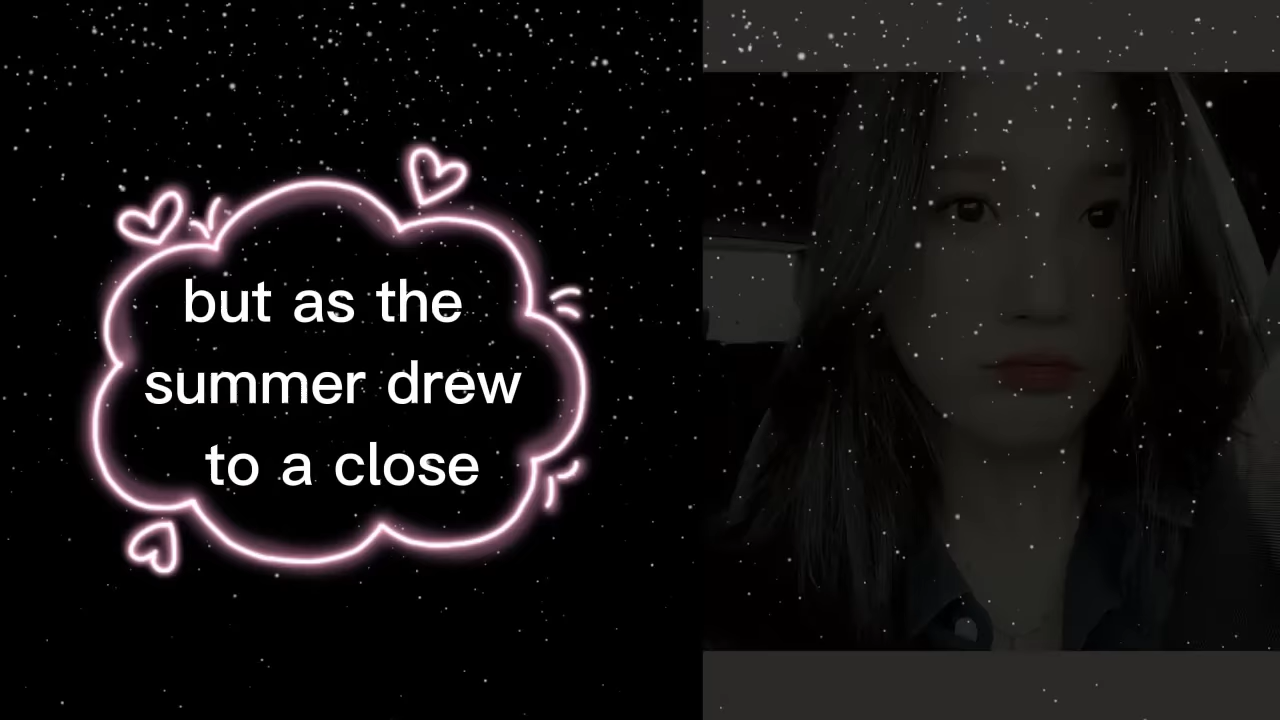 but as the
summer drew
to a close